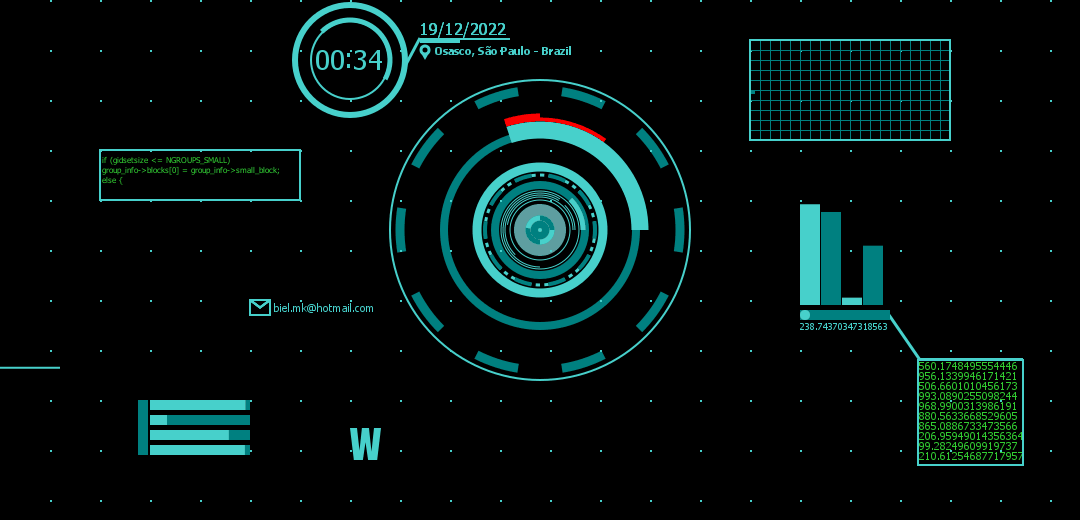 19/12/2022
00:34
Osasco, São Paulo - Brazil
if (gidsetsize <= NGROUPS_SMALL)
group_info->blocks[0] = group_info->small_block;
else {
biel.mk@hotmail.com
238.74370347318563
560.1748495554446
956.1339946171421
506.6601010456173
993.0890255098244
968.9900313986191
880.5633668529605
865.0886733473566
206.95949014356364
99.28249609919737
210.61254687717957
W